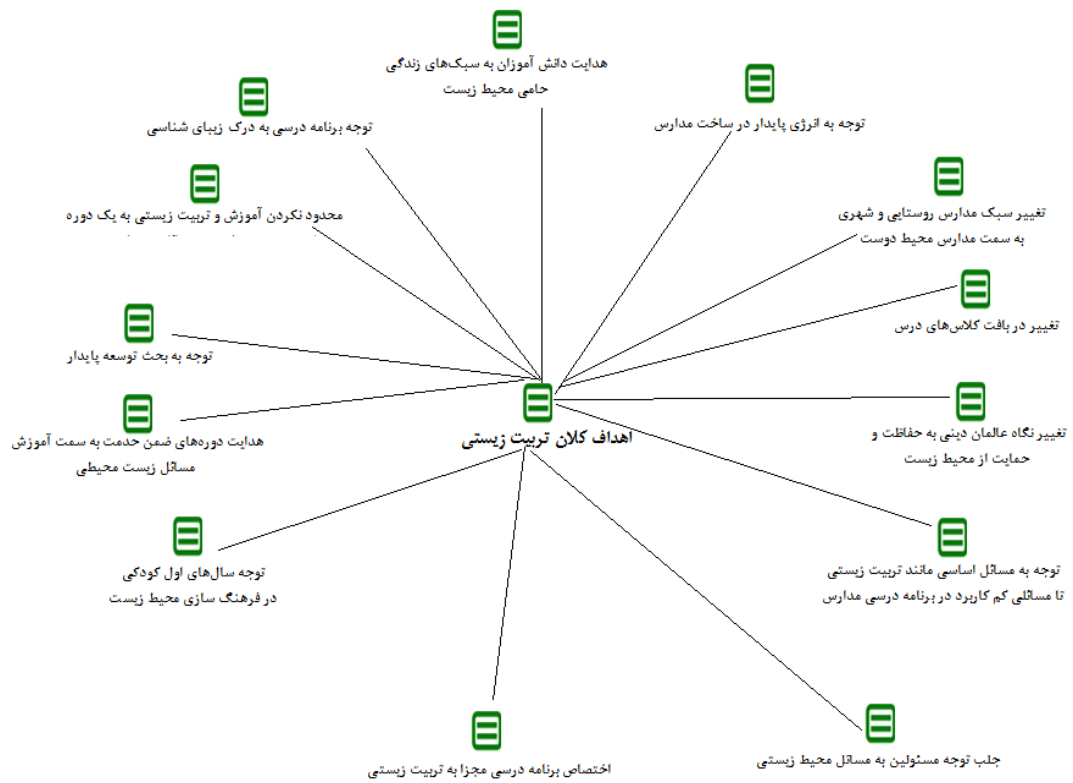 هدایت دانش آموزان به سبک‌های زندگی
حامی محیط زیست
توجه به انرژی پایدار در ساخت مدارس
توجه برنامه درسی به درک زیبای شناسی
تغییر سبک مدارس روستایی و شهری
به سمت مدارس محیط دوست
محدود نکردن آموزش و تربیت زیستی به یک دوره
تغییر در بافت کلاس‌های درس
توجه به بحث توسعه پایدار
اهداف کلان تربیت زیستی
تغییر نگاه عالمان دینی به حفاظت و
حمایت از محیط زیست
هدایت دوره‌های ضمن خدمت به سمت آموزش
مسائل زیست محیطی
توجه به مسائل اساسی مانند تربیت زیستی
تا مسائلی کم کاربرد در برنامه درسی مدارس
توجه سال‌های اول کودکی
در فرهنگ سازی محیط زیست
جلب توجه مسئولین به مسائل محیط زیستی
اختصاص برنامه درسی مجزا به تربیت زیستی